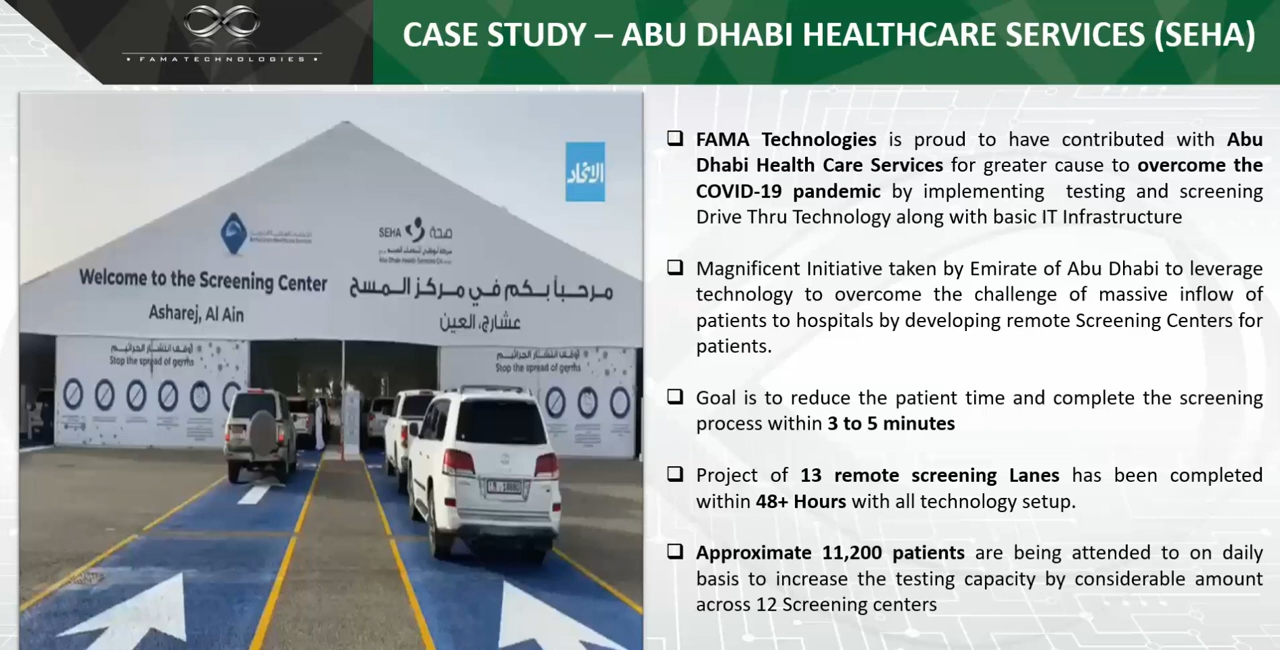 • FAMATECHNOLOGIES •
CASE STUDY – ABU DHABI HEALTHCARE SERVICES (SEHA)
الاتحاد
SEHA صحة
Welcome to the Screening Center
Asharej, Al Ain
مرحباً بكم في مركز المسح
عشارج، العين
أوقف انتشار الجراثيم
Stop the spread of germs
أوقف انتشار الجراثيم
Stop the spread of germs
❑ FAMA Technologies is proud to have contributed with Abu
Dhabi Health Care Services for greater cause to overcome the
COVID-19 pandemic by implementing testing and screening
Drive Thru Technology along with basic IT Infrastructure
❑ Magnificent Initiative taken by Emirate of Abu Dhabi to leverage
technology to overcome the challenge of massive inflow of
patients to hospitals by developing remote Screening Centers for
patients.
❑ Goal is to reduce the patient time and complete the screening
process within 3 to 5 minutes
❑ Project of 13 remote screening Lanes has been completed
within 48+ Hours with all technology setup.
❑ Approximate 11,200 patients are being attended to on daily
basis to increase the testing capacity by considerable amount
across 12 Screening centers